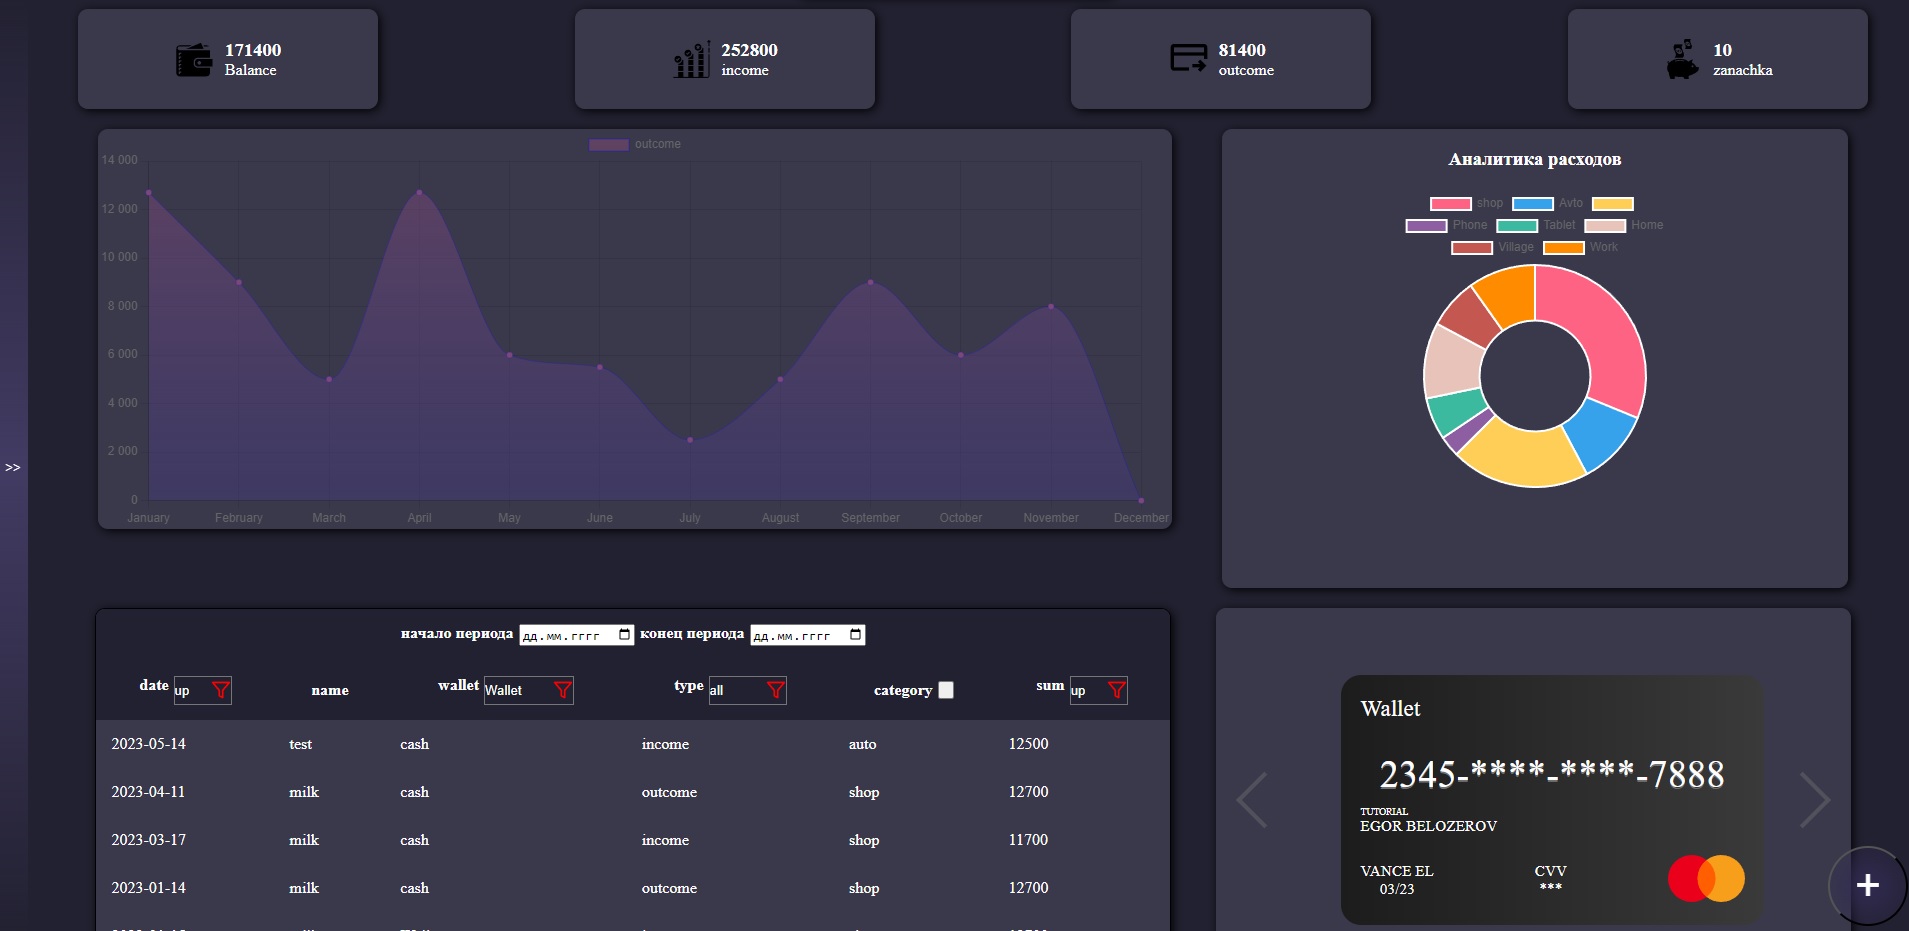 171400
Balance
252800
income
81400
outcome
10
zanachka
outcome
14 000
12 000
10 000
8 000
6 000
4 000
2 000
0
January February March April May June July August September October November December
Аналитика расходов
shop Avto
Phone Tablet Home
Village Work
>>
начало периода дд.мм.гггг конец периода дд.мм.гггг
date up name wallet Wallet type all category sum up
2023-05-14 test cash income auto 12500
2023-04-11 milk cash outcome shop 12700
2023-03-17 milk cash income shop 11700
2023-01-14 milk cash outcome shop 12700
Wallet
2345-****-****-7888
TUTORIAL
EGOR BELOZEROV
VANCE EL CVV
03/23 ***
+